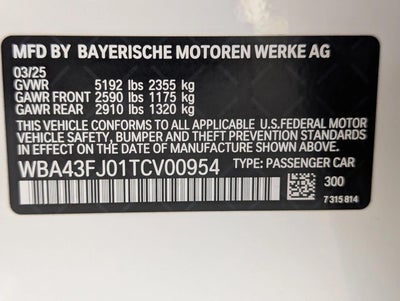 MFD BY BAYERISCHE MOTOREN WERKE AG
03/25
GVWR 5192 lbs 2355 kg
GAWR FRONT 2590 lbs 1175 kg
GAWR REAR 2910 lbs 1320 kg
THIS VEHICLE CONFORMS TO ALL APPLICABLE U.S.FEDERAL MOTOR
VEHICLE SAFETY, BUMPER AND THEFT PREVENTION STANDARDS IN
EFFECT ON THE DATE OF MANUFACTURE SHOWN ABOVE.
WBA43FJ01TCV00954 TYPE: PASSENGER CAR
300
7 315 814